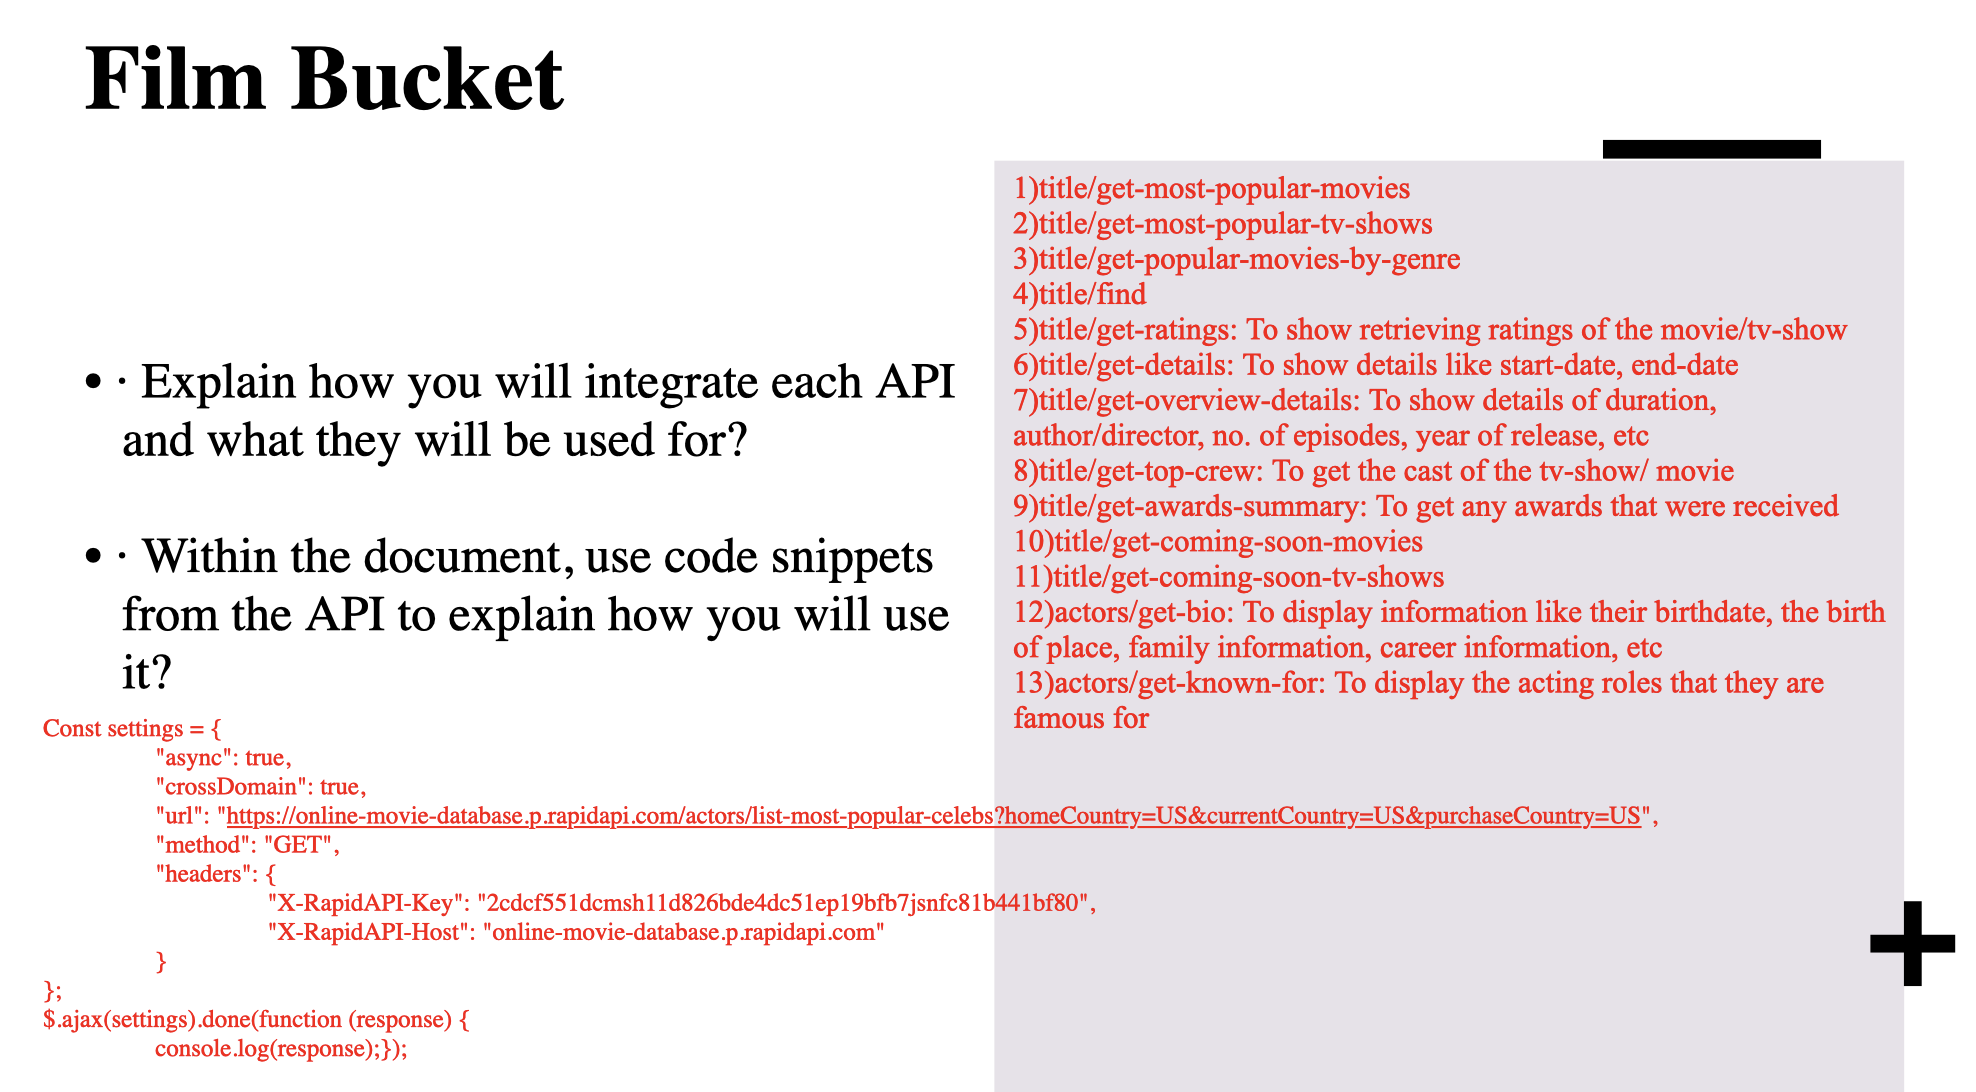 Film Bucket
• · Explain how you will integrate each API
and what they will be used for?
• · Within the document, use code snippets
from the API to explain how you will use
it?
1)title/get-most-popular-movies
2)title/get-most-popular-tv-shows
3)title/get-popular-movies-by-genre
4)title/find
5)title/get-ratings: To show retrieving ratings of the movie/tv-show
6)title/get-details: To show details like start-date, end-date
7)title/get-overview-details: To show details of duration,
author/director, no. of episodes, year of release, etc
8)title/get-top-crew: To get the cast of the tv-show/ movie
9)title/get-awards-summary: To get any awards that were received
10)title/get-coming-soon-movies
11)title/get-coming-soon-tv-shows
12)actors/get-bio: To display information like their birthdate, the birth
of place, family information, career information, etc
13)actors/get-known-for: To display the acting roles that they are
famous for
Const settings = {
"async": true,
"crossDomain": true,
"url": "https://online-movie-database.p.rapidapi.com/actors/list-most-popular-celebs?homeCountry=US&currentCountry=US&purchaseCountry=US",
"method": "GET",
"headers": {
"X-RapidAPI-Key": "2cdcf551dcmsh11d826bde4dc51ep19bfb7jsnfc81b441bf80",
"X-RapidAPI-Host": "online-movie-database.p.rapidapi.com"
}
};
$.ajax(settings).done(function (response) {
console.log(response);});